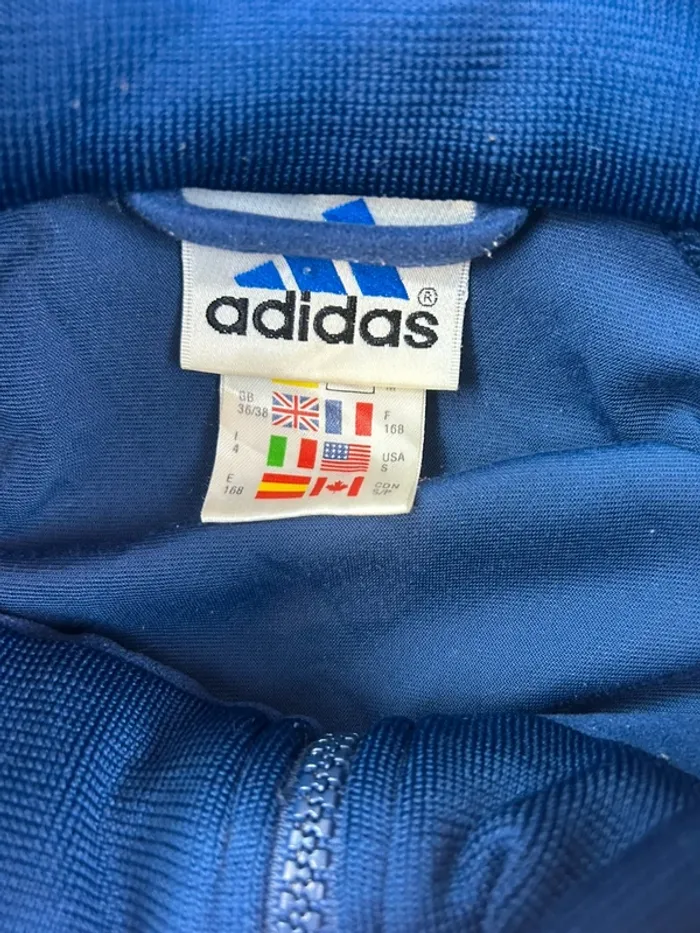 adidas®
GB
36/38
F
168
I
4
USA
S
E
168
CDN
S/P